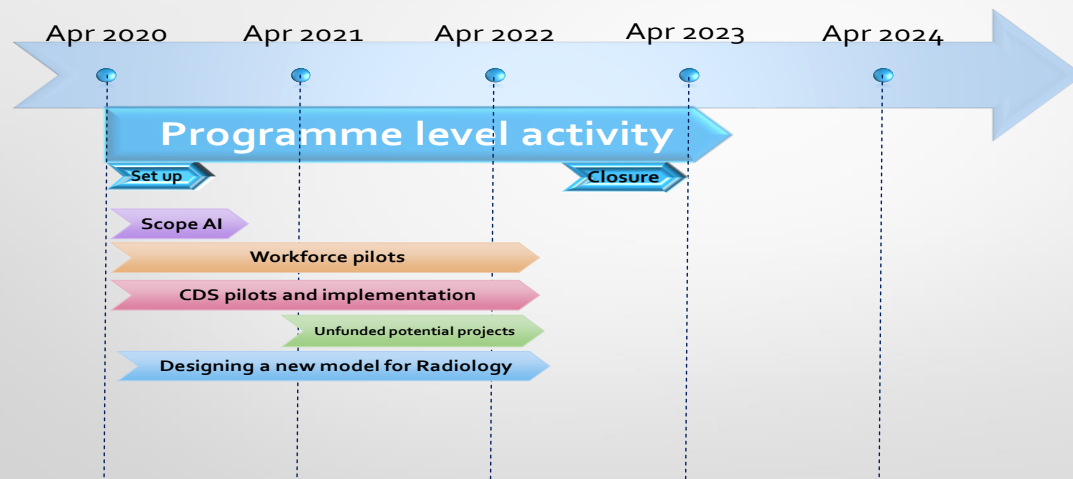 Apr 2020
Apr 2021
Apr 2022
Apr 2023
Apr 2024
Programme level activity
Set up
Closure
Scope AI
Workforce pilots
CDS pilots and implementation
Unfunded potential projects
Designing a new model for Radiology